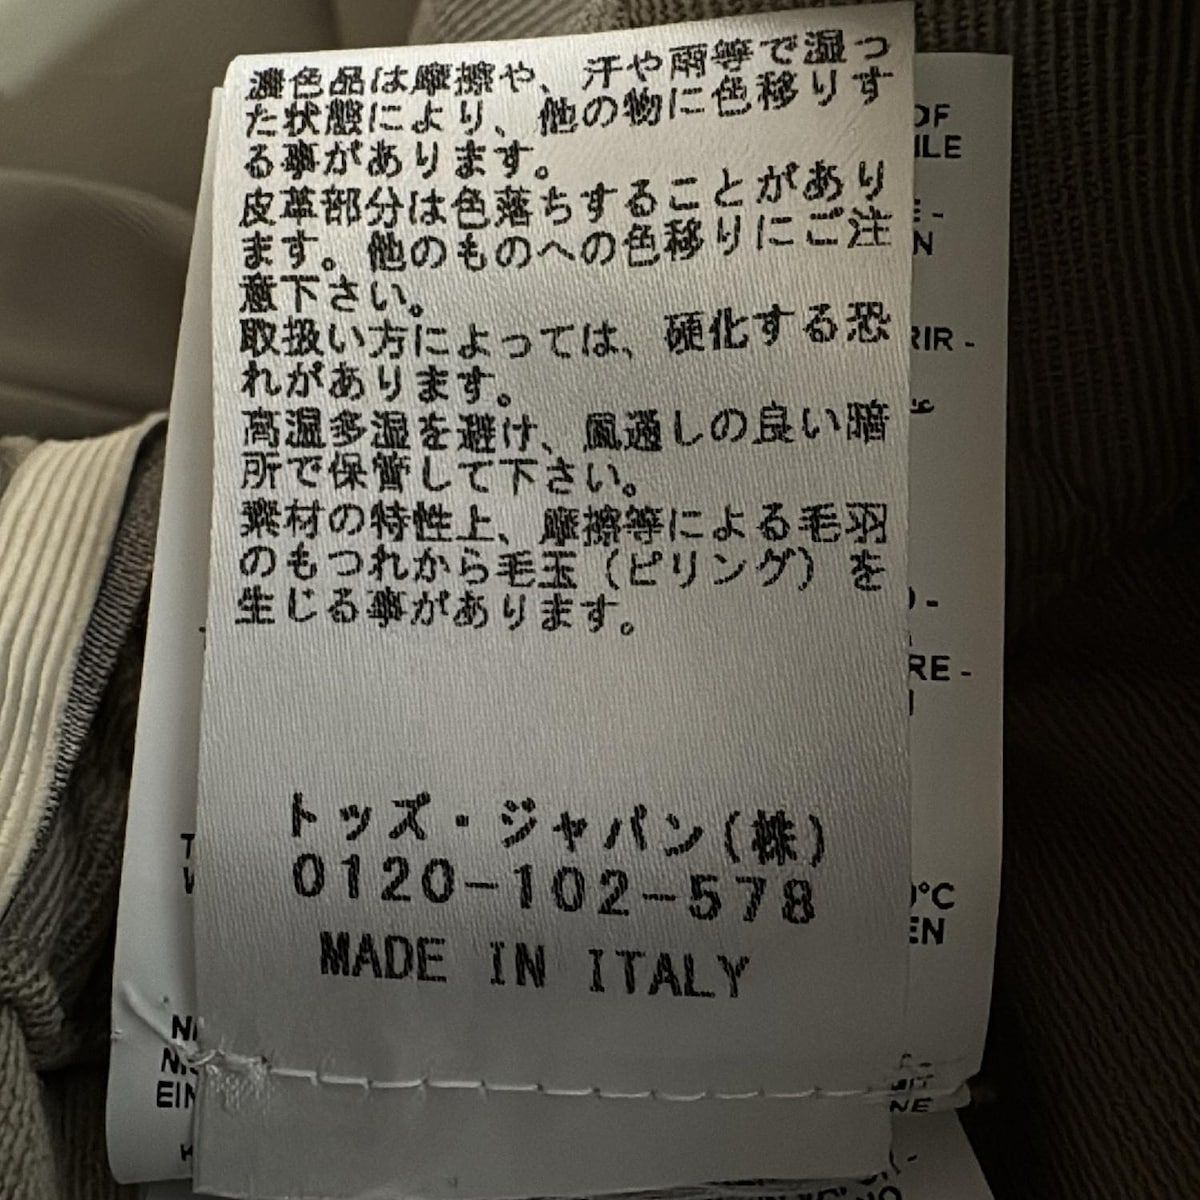 濃色品は摩擦や、汗や雨等で湿っ
た状態により、他の物に色移りす
る事があります。
皮革部分は色落ちすることがあり
ます。他のものへの色移りにご注
意下さい。
取扱い方によっては、硬化する恐
れがあります。
高温多湿を避け、風通しの良い暗
所で保管して下さい。
素材の特性上、摩擦等による毛羽
のもつれから毛玉（ピリング）を
生じる事があります。
トッズ・ジャパン(株)
0120-102-578
MADE IN ITALY